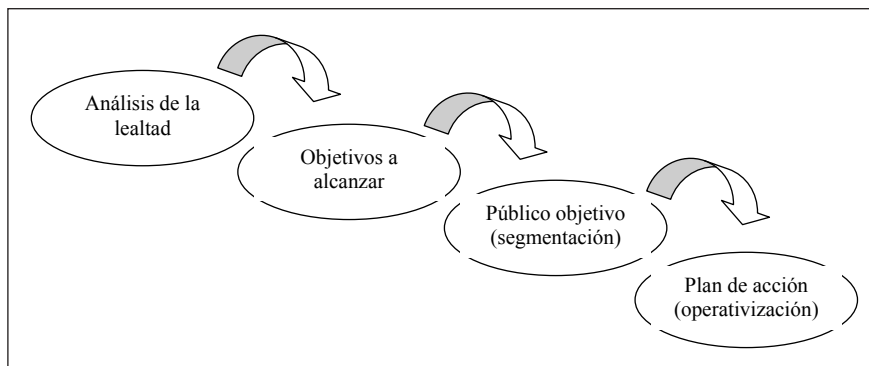 Análisis de la
lealtad
Objetivos a
alcanzar
Público objetivo
(segmentación)
Plan de acción
(operativización)